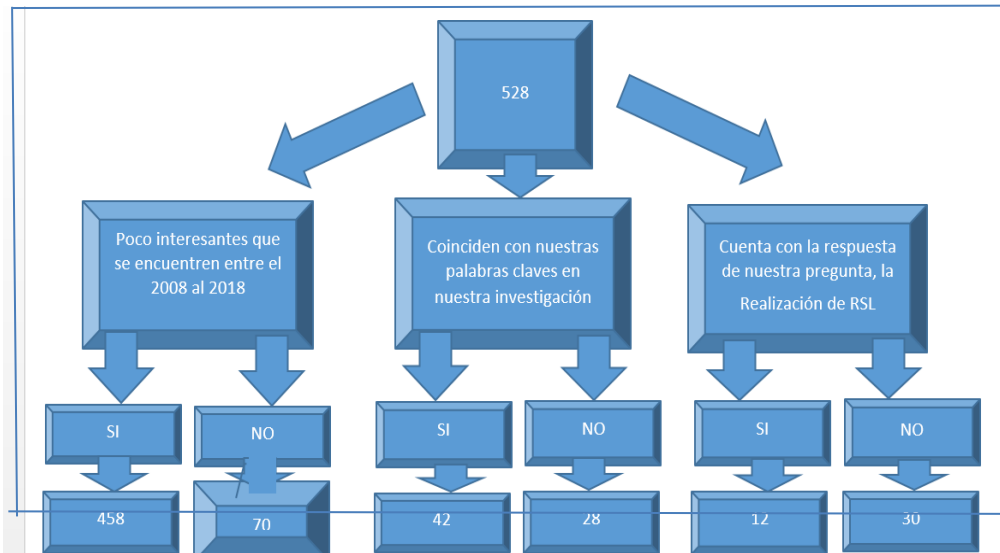 528
Poco interesantes que
se encuentren entre el
2008 al 2018
Coinciden con nuestras
palabras claves en
nuestra investigación
Cuenta con la respuesta
de nuestra pregunta, la
Realización de RSL
SI
NO
SI
NO
SI
NO
458
70
42
28
12
30